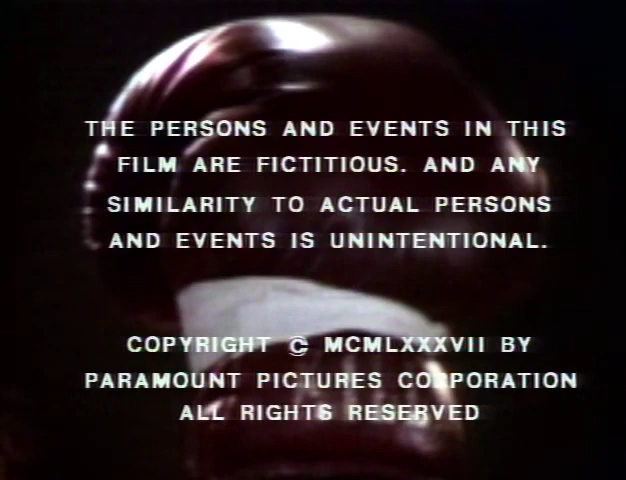 THE PERSONS AND EVENTS IN THIS
FILM ARE FICTITIOUS. AND ANY
SIMILARITY TO ACTUAL PERSONS
AND EVENTS IS UNINTENTIONAL.
COPYRIGHT © MCMLXXXVII BY
PARAMOUNT PICTURES CORPORATION
ALL RIGHTS RESERVED